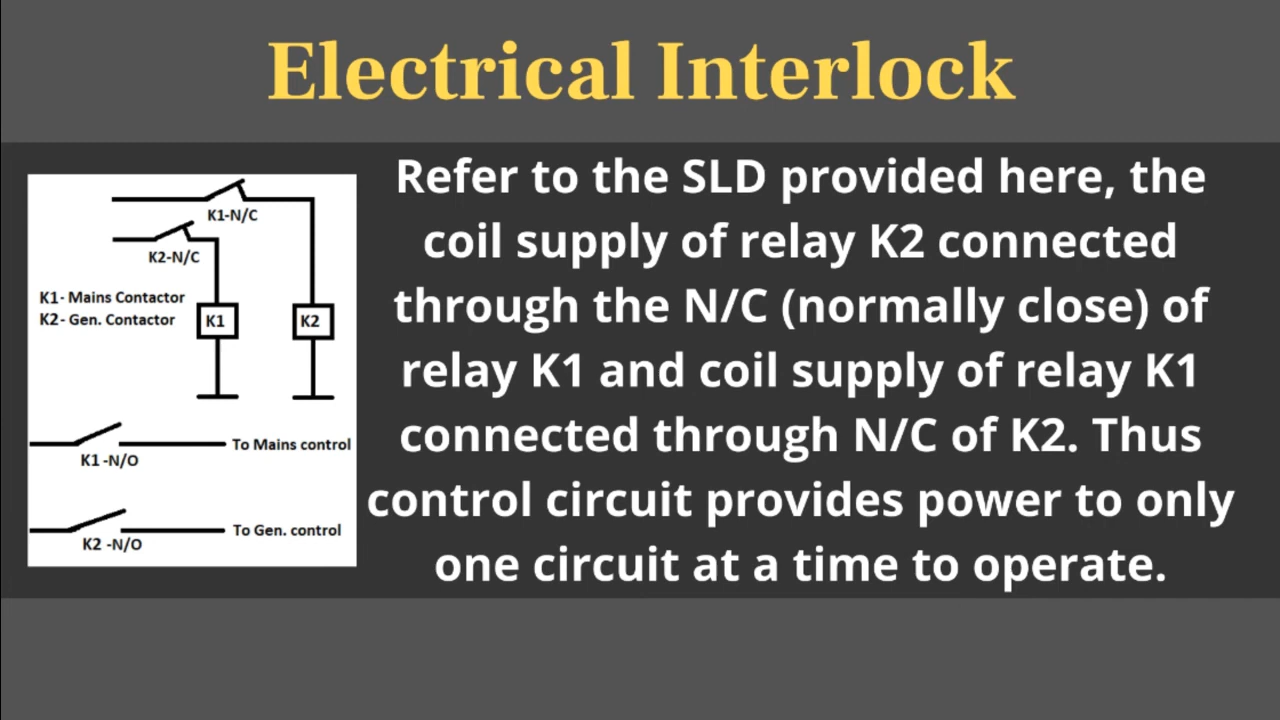 Electrical Interlock
K1-N/C
K2-N/C
K1- Mains Contactor
K2- Gen. Contactor
K1
K2
To Mains control
K1 -N/O
To Gen. control
K2 -N/O
Refer to the SLD provided here, the
coil supply of relay K2 connected
through the N/C (normally close) of
relay K1 and coil supply of relay K1
connected through N/C of K2. Thus
control circuit provides power to only
one circuit at a time to operate.